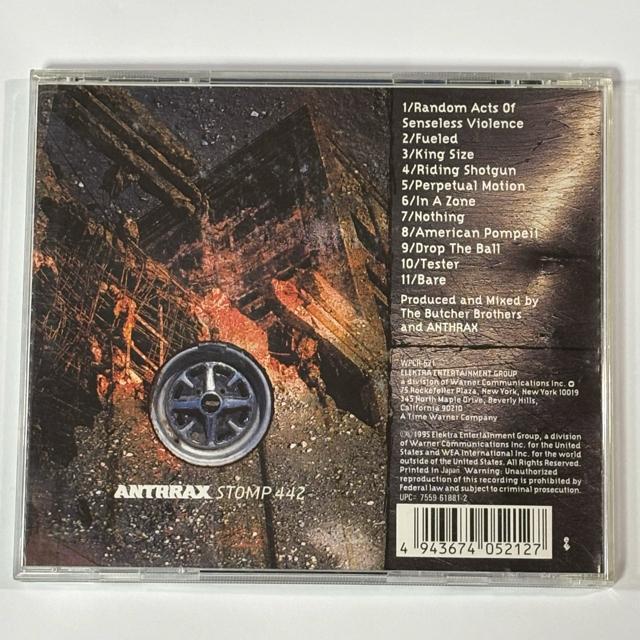 1/Random Acts Of
Senseless Violence
2/Fueled
3/King Size
4/Riding Shotgun
5/Perpetual Motion
6/In A Zone
7/Nothing
8/American Pompeii
9/Drop The Ball
10/Tester
11/Bare
Produced and Mixed by
The Butcher Brothers
and ANTHRAX
WPCR-521
ELEKTRA ENTERTAINMENT GROUP
a division of Warner Communications Inc.
75 Rockefeller Plaza, New York, New York 10019
345 North Maple Drive, Beverly Hills,
California 90210
A Time Warner Company
1995 Elektra Entertainment Group, a division
of Warner Communications Inc. for the United
States and WEA International Inc. for the world
outside of the United States. All Rights Reserved.
Printed in Japan. Warning: Unauthorized
reproduction of this recording is prohibited by
Federal law and subject to criminal prosecution.
UPC= 7559 61881-2
ANTHRAX STOMP 442
4 943674 052127